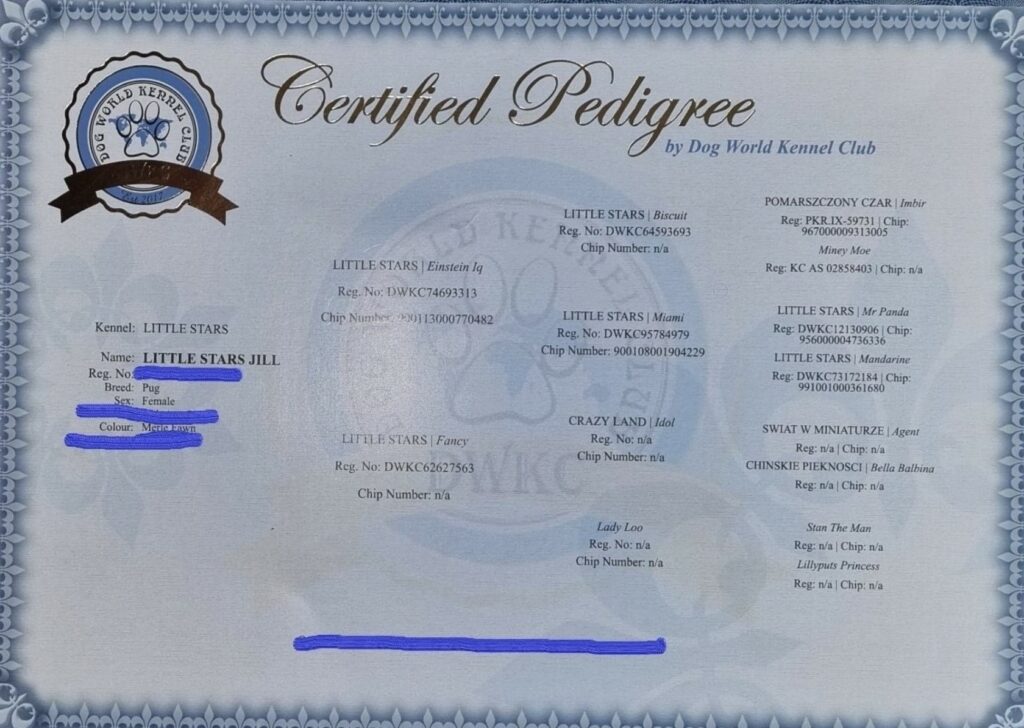 DOG WORLD KENNEL CLUB
Est 2017
Certified Pedigree
by Dog World Kennel Club
Kennel: LITTLE STARS
Name: LITTLE STARS JILL
Reg. No:
Breed: Pug
Sex: Female
Colour: Merle Fawn
LITTLE STARS | Einstein Iq
Reg. No: DWKC74693313
Chip Number: 900113000770482
LITTLE STARS | Fancy
Reg. No: DWKC62627563
Chip Number: n/a
LITTLE STARS | Biscuit
Reg. No: DWKC64593693
Chip Number: n/a
LITTLE STARS | Miami
Reg. No: DWKC95784979
Chip Number: 900108001904229
CRAZY LAND | Idol
Reg. No: n/a
Chip Number: n/a
Lady Loo
Reg. No: n/a
Chip Number: n/a
POMARSZCZONY CZAR | Imbir
Reg: PKR.IX-59731 | Chip:
967000009313005
Miney Moe
Reg: KC AS 02858403 | Chip: n/a
LITTLE STARS | Mr Panda
Reg: DWKC12130906 | Chip:
956000004736336
LITTLE STARS | Mandarine
Reg: DWKC73172184 | Chip:
991001000361680
SWIAT W MINIATURZE | Agent
Reg: n/a | Chip: n/a
CHINSKIE PIEKNOSCI | Bella Balbina
Reg: n/a | Chip: n/a
Stan The Man
Reg: n/a | Chip: n/a
Lillyputs Princess
Reg: n/a | Chip: n/a
DWKC